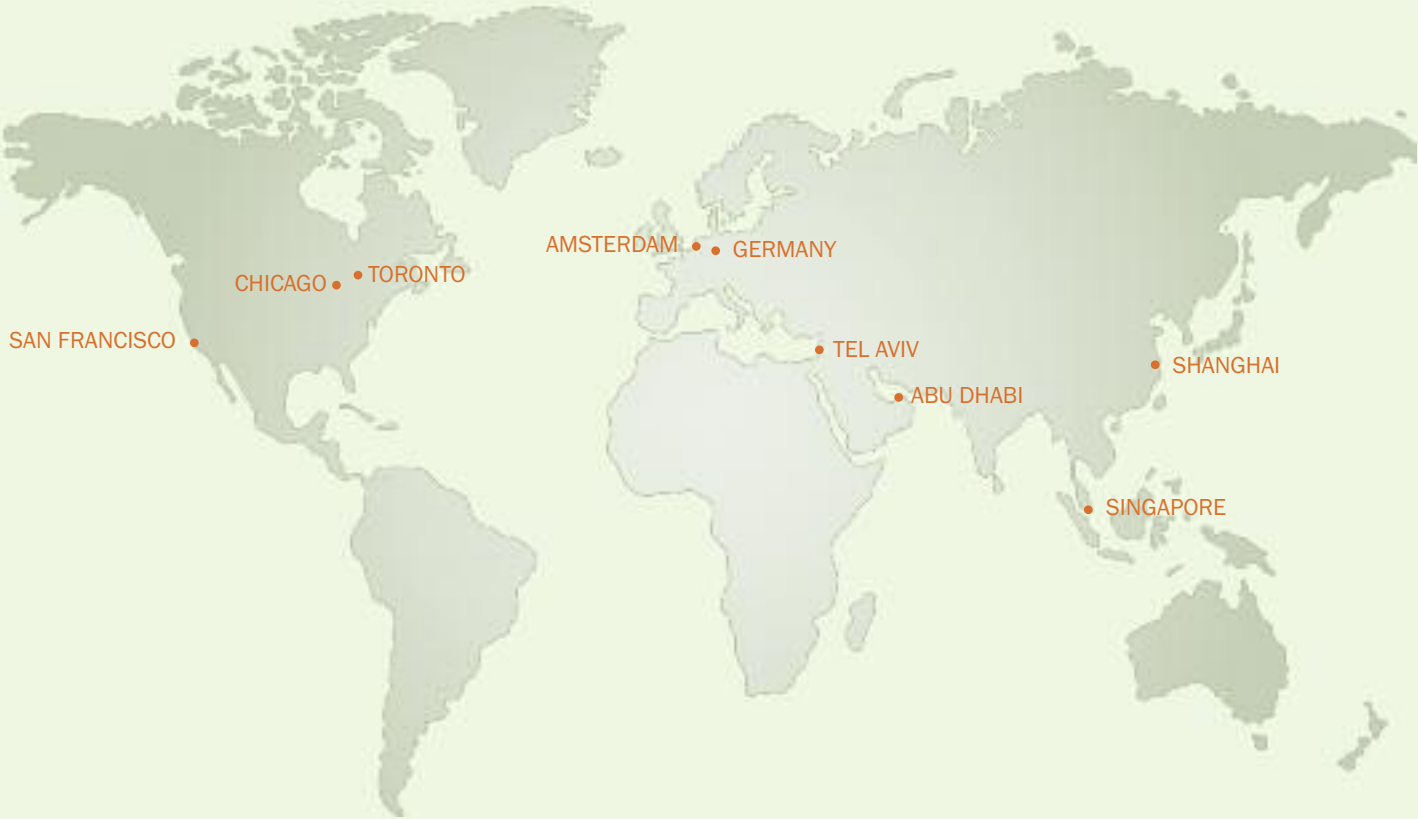 AMSTERDAM
GERMANY
CHICAGO
TORONTO
SAN FRANCISCO
TEL AVIV
SHANGHAI
ABU DHABI
SINGAPORE